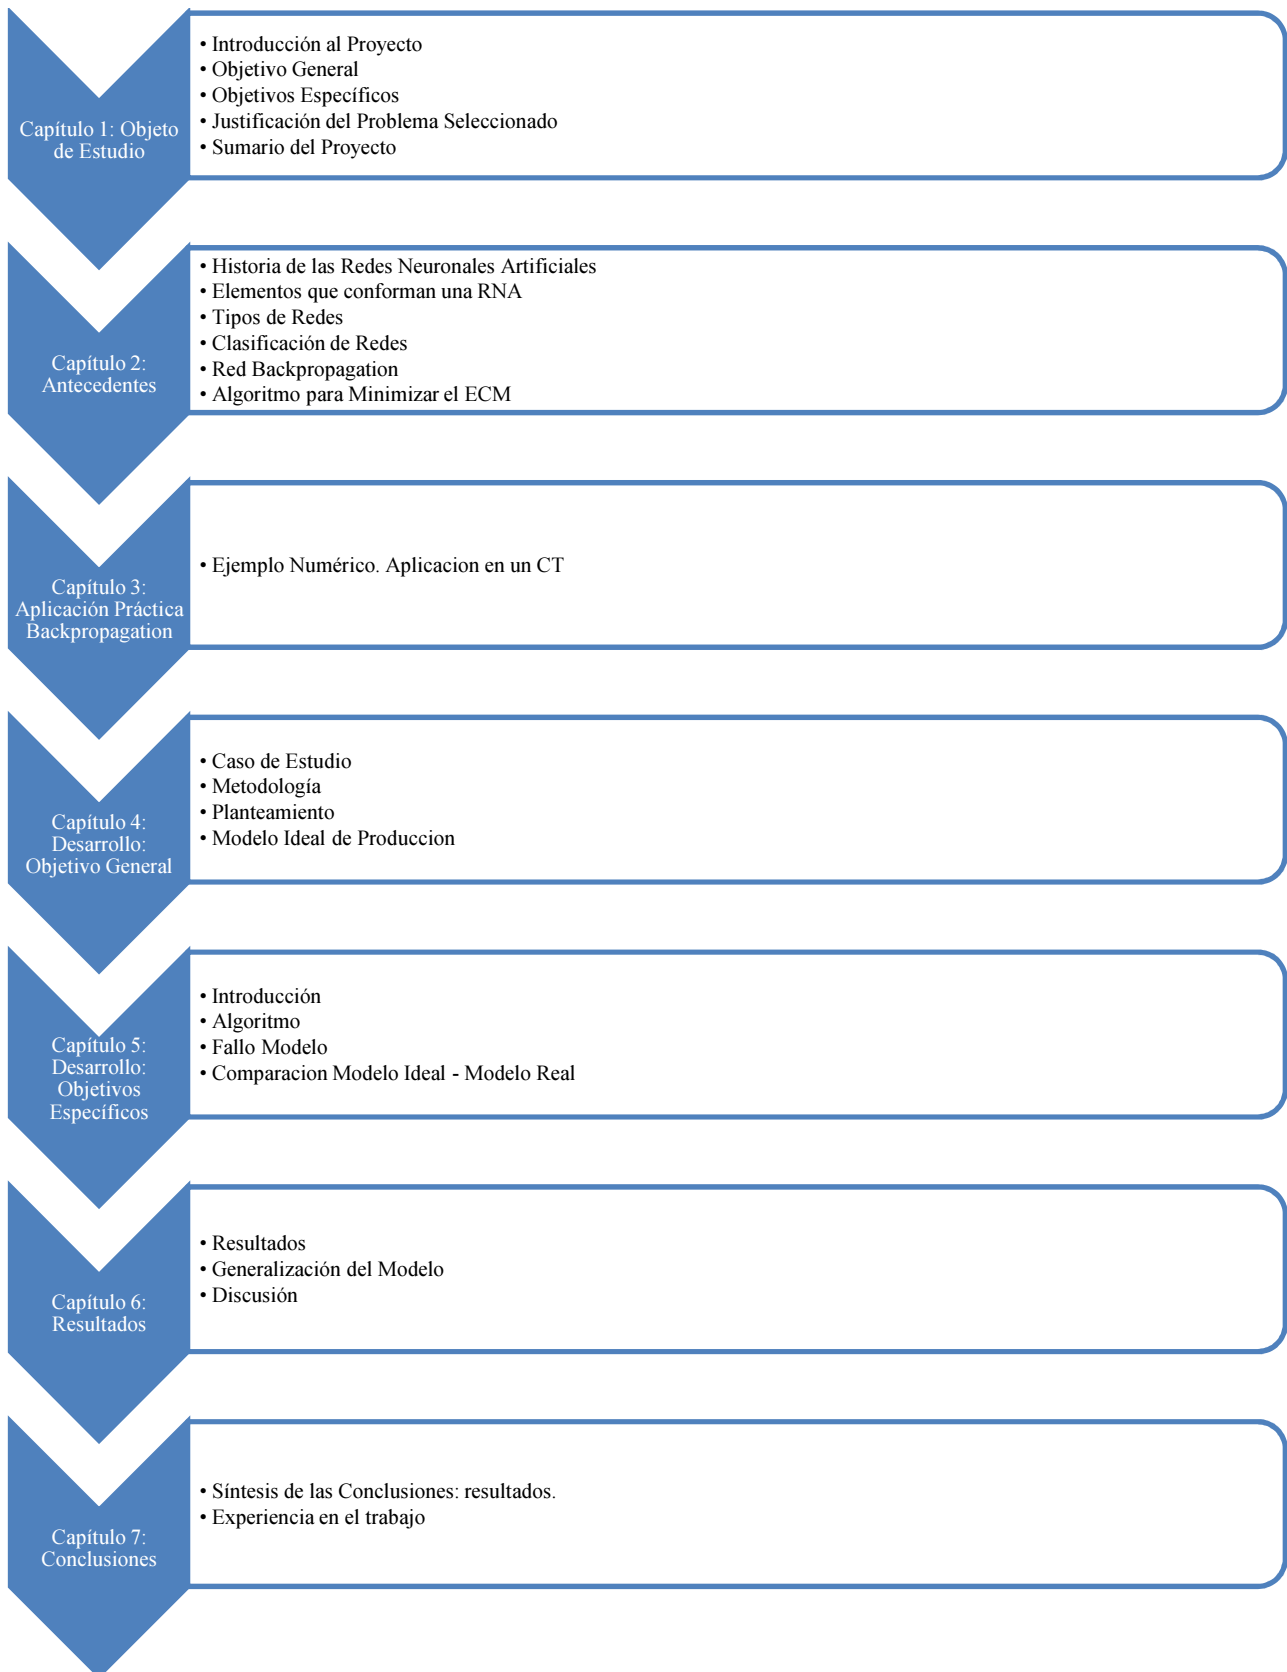 Capítulo 1: Objeto
de Estudio
• Introducción al Proyecto
• Objetivo General
• Objetivos Específicos
• Justificación del Problema Seleccionado
• Sumario del Proyecto
Capítulo 2:
Antecedentes
• Historia de las Redes Neuronales Artificiales
• Elementos que conforman una RNA
• Tipos de Redes
• Clasificación de Redes
• Red Backpropagation
• Algoritmo para Minimizar el ECM
Capítulo 3:
Aplicación Práctica
Backpropagation
• Ejemplo Numérico. Aplicacion en un CT
Capítulo 4:
Desarrollo:
Objetivo General
• Caso de Estudio
• Metodología
• Planteamiento
• Modelo Ideal de Produccion
Capítulo 5:
Desarrollo:
Objetivos
Específicos
• Introducción
• Algoritmo
• Fallo Modelo
• Comparacion Modelo Ideal - Modelo Real
Capítulo 6:
Resultados
• Resultados
• Generalización del Modelo
• Discusión
Capítulo 7:
Conclusiones
• Síntesis de las Conclusiones: resultados.
• Experiencia en el trabajo